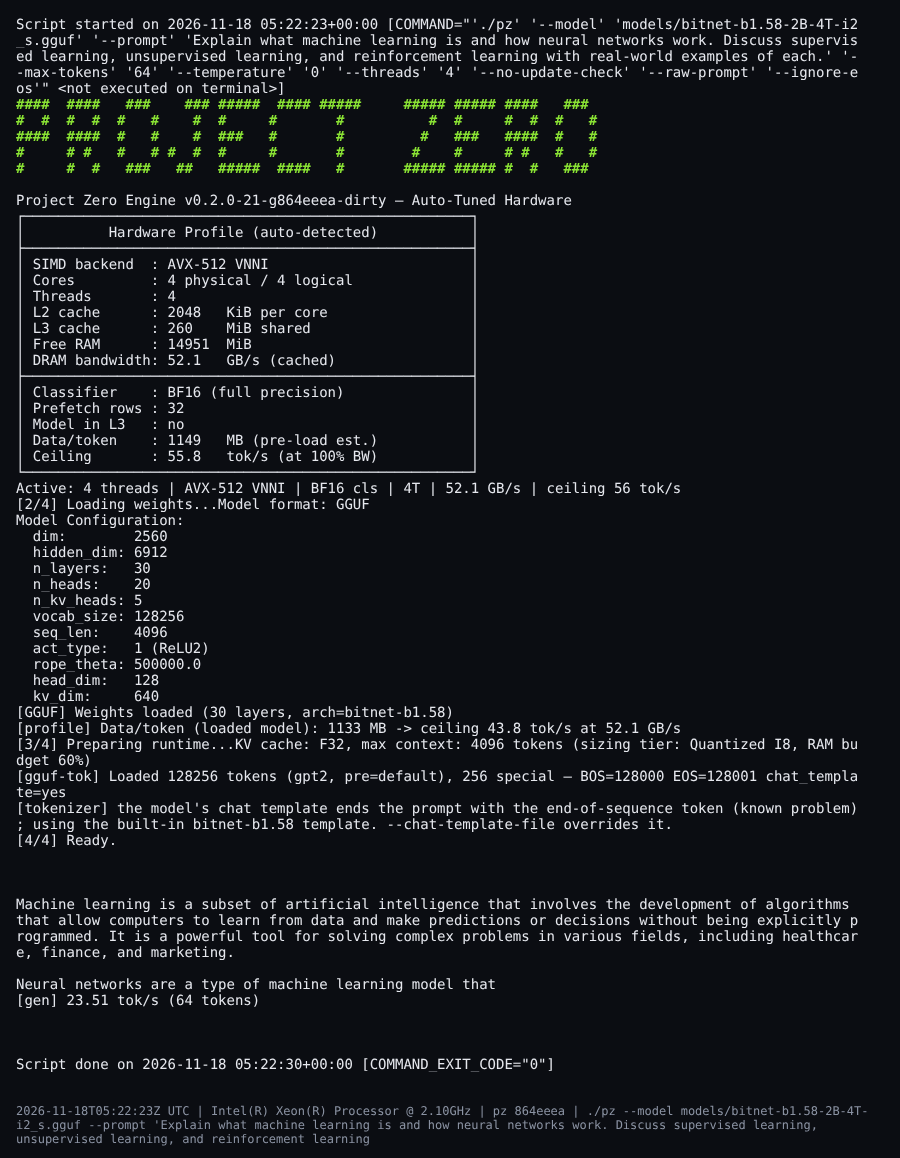 Script started on 2026-11-18 05:22:23+00:00 [COMMAND="'./pz' '--model' 'models/bitnet-b1.58-2B-4T-i2
_s.gguf' '--prompt' 'Explain what machine learning is and how neural networks work. Discuss supervis
ed learning, unsupervised learning, and reinforcement learning with real-world examples of each.' '-
-max-tokens' '64' '--temperature' '0' '--threads' '4' '--no-update-check' '--raw-prompt' '--ignore-e
os'" <not executed on terminal>]
PROJECT ZERO
Project Zero Engine v0.2.0-21-g864eeea-dirty — Auto-Tuned Hardware
Hardware Profile (auto-detected)
SIMD backend  : AVX-512 VNNI
Cores         : 4 physical / 4 logical
Threads       : 4
L2 cache      : 2048   KiB per core
L3 cache      : 260    MiB shared
Free RAM      : 14951  MiB
DRAM bandwidth: 52.1   GB/s (cached)
Classifier    : BF16 (full precision)
Prefetch rows : 32
Model in L3   : no
Data/token    : 1149   MB (pre-load est.)
Ceiling       : 55.8   tok/s (at 100% BW)
Active: 4 threads | AVX-512 VNNI | BF16 cls | 4T | 52.1 GB/s | ceiling 56 tok/s
[2/4] Loading weights...Model format: GGUF
Model Configuration:
  dim:        2560
  hidden_dim: 6912
  n_layers:   30
  n_heads:    20
  n_kv_heads: 5
  vocab_size: 128256
  seq_len:    4096
  act_type:   1 (ReLU2)
  rope_theta: 500000.0
  head_dim:   128
  kv_dim:     640
[GGUF] Weights loaded (30 layers, arch=bitnet-b1.58)
[profile] Data/token (loaded model): 1133 MB -> ceiling 43.8 tok/s at 52.1 GB/s
[3/4] Preparing runtime...KV cache: F32, max context: 4096 tokens (sizing tier: Quantized I8, RAM bu
dget 60%)
[gguf-tok] Loaded 128256 tokens (gpt2, pre=default), 256 special — BOS=128000 EOS=128001 chat_templa
te=yes
[tokenizer] the model's chat template ends the prompt with the end-of-sequence token (known problem)
; using the built-in bitnet-b1.58 template. --chat-template-file overrides it.
[4/4] Ready.
Machine learning is a subset of artificial intelligence that involves the development of algorithms
that allow computers to learn from data and make predictions or decisions without being explicitly p
rogrammed. It is a powerful tool for solving complex problems in various fields, including healthcar
e, finance, and marketing.
Neural networks are a type of machine learning model that
[gen] 23.51 tok/s (64 tokens)
Script done on 2026-11-18 05:22:30+00:00 [COMMAND_EXIT_CODE="0"]
2026-11-18T05:22:23Z UTC | Intel(R) Xeon(R) Processor @ 2.10GHz | pz 864eeea | ./pz --model models/bitnet-b1.58-2B-4T-
i2_s.gguf --prompt 'Explain what machine learning is and how neural networks work. Discuss supervised learning,
unsupervised learning, and reinforcement learning